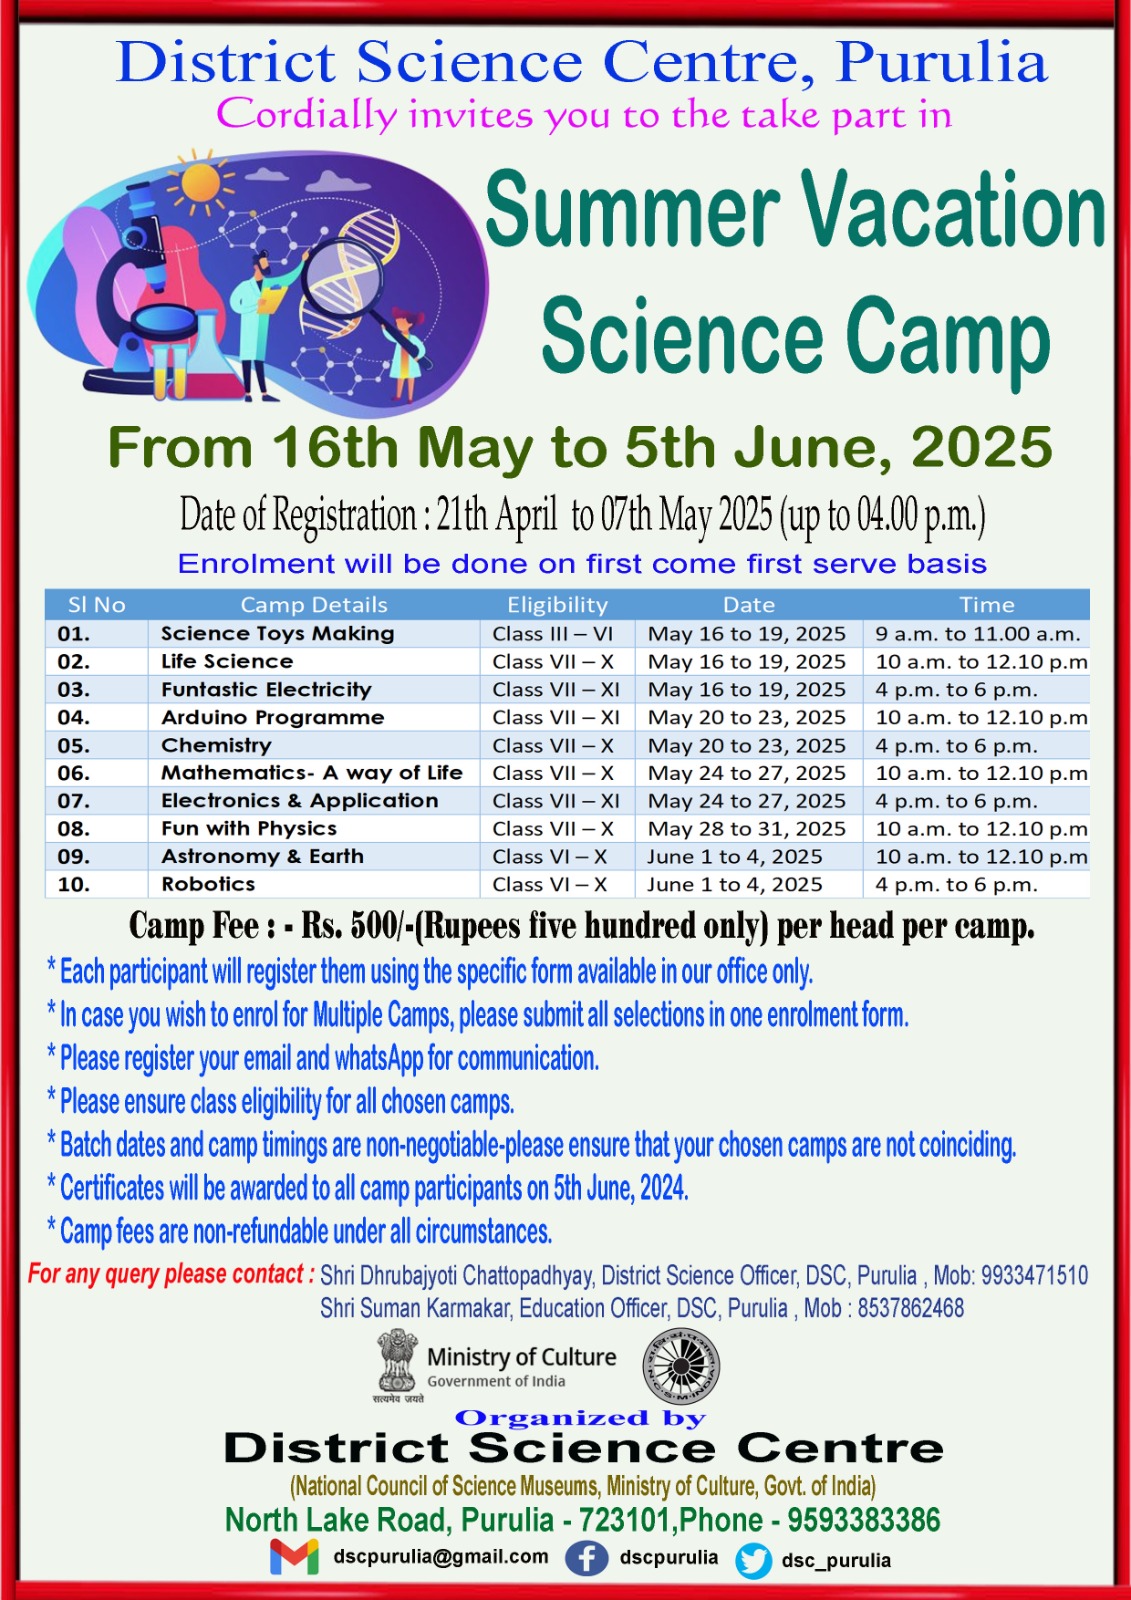 District Science Centre, Purulia
Cordially invites you to the take part in
Summer Vacation
Science Camp
From 16th May to 5th June, 2025
Date of Registration : 21th April to 07th May 2025 (up to 04.00 p.m.)
Enrolment will be done on first come first serve basis
Sl No Camp Details Eligibility Date Time
01. Science Toys Making Class III – VI May 16 to 19, 2025 9 a.m. to 11.00 a.m.
02. Life Science Class VII – X May 16 to 19, 2025 10 a.m. to 12.10 p.m
03. Funtastic Electricity Class VII – XI May 16 to 19, 2025 4 p.m. to 6 p.m.
04. Arduino Programme Class VII – XI May 20 to 23, 2025 10 a.m. to 12.10 p.m
05. Chemistry Class VII – X May 20 to 23, 2025 4 p.m. to 6 p.m.
06. Mathematics- A way of Life Class VII – X May 24 to 27, 2025 10 a.m. to 12.10 p.m
07. Electronics & Application Class VII – XI May 24 to 27, 2025 4 p.m. to 6 p.m.
08. Fun with Physics Class VII – X May 28 to 31, 2025 10 a.m. to 12.10 p.m
09. Astronomy & Earth Class VI – X June 1 to 4, 2025 10 a.m. to 12.10 p.m
10. Robotics Class VI – X June 1 to 4, 2025 4 p.m. to 6 p.m.
Camp Fee : - Rs. 500/-(Rupees five hundred only) per head per camp.
* Each participant will register them using the specific form available in our office only.
* In case you wish to enrol for Multiple Camps, please submit all selections in one enrolment form.
* Please register your email and whatsApp for communication.
* Please ensure class eligibility for all chosen camps.
* Batch dates and camp timings are non-negotiable-please ensure that your chosen camps are not coinciding.
* Certificates will be awarded to all camp participants on 5th June, 2024.
* Camp fees are non-refundable under all circumstances.
For any query please contact : Shri Dhrubajyoti Chattopadhyay, District Science Officer, DSC, Purulia , Mob: 9933471510
Shri Suman Karmakar, Education Officer, DSC, Purulia , Mob : 8537862468
Ministry of Culture
Government of India
सत्यमेव जयते
Organized by
District Science Centre
(National Council of Science Museums, Ministry of Culture, Govt. of India)
North Lake Road, Purulia - 723101,Phone - 9593383386
dscpurulia@gmail.com dscpurulia dsc_purulia